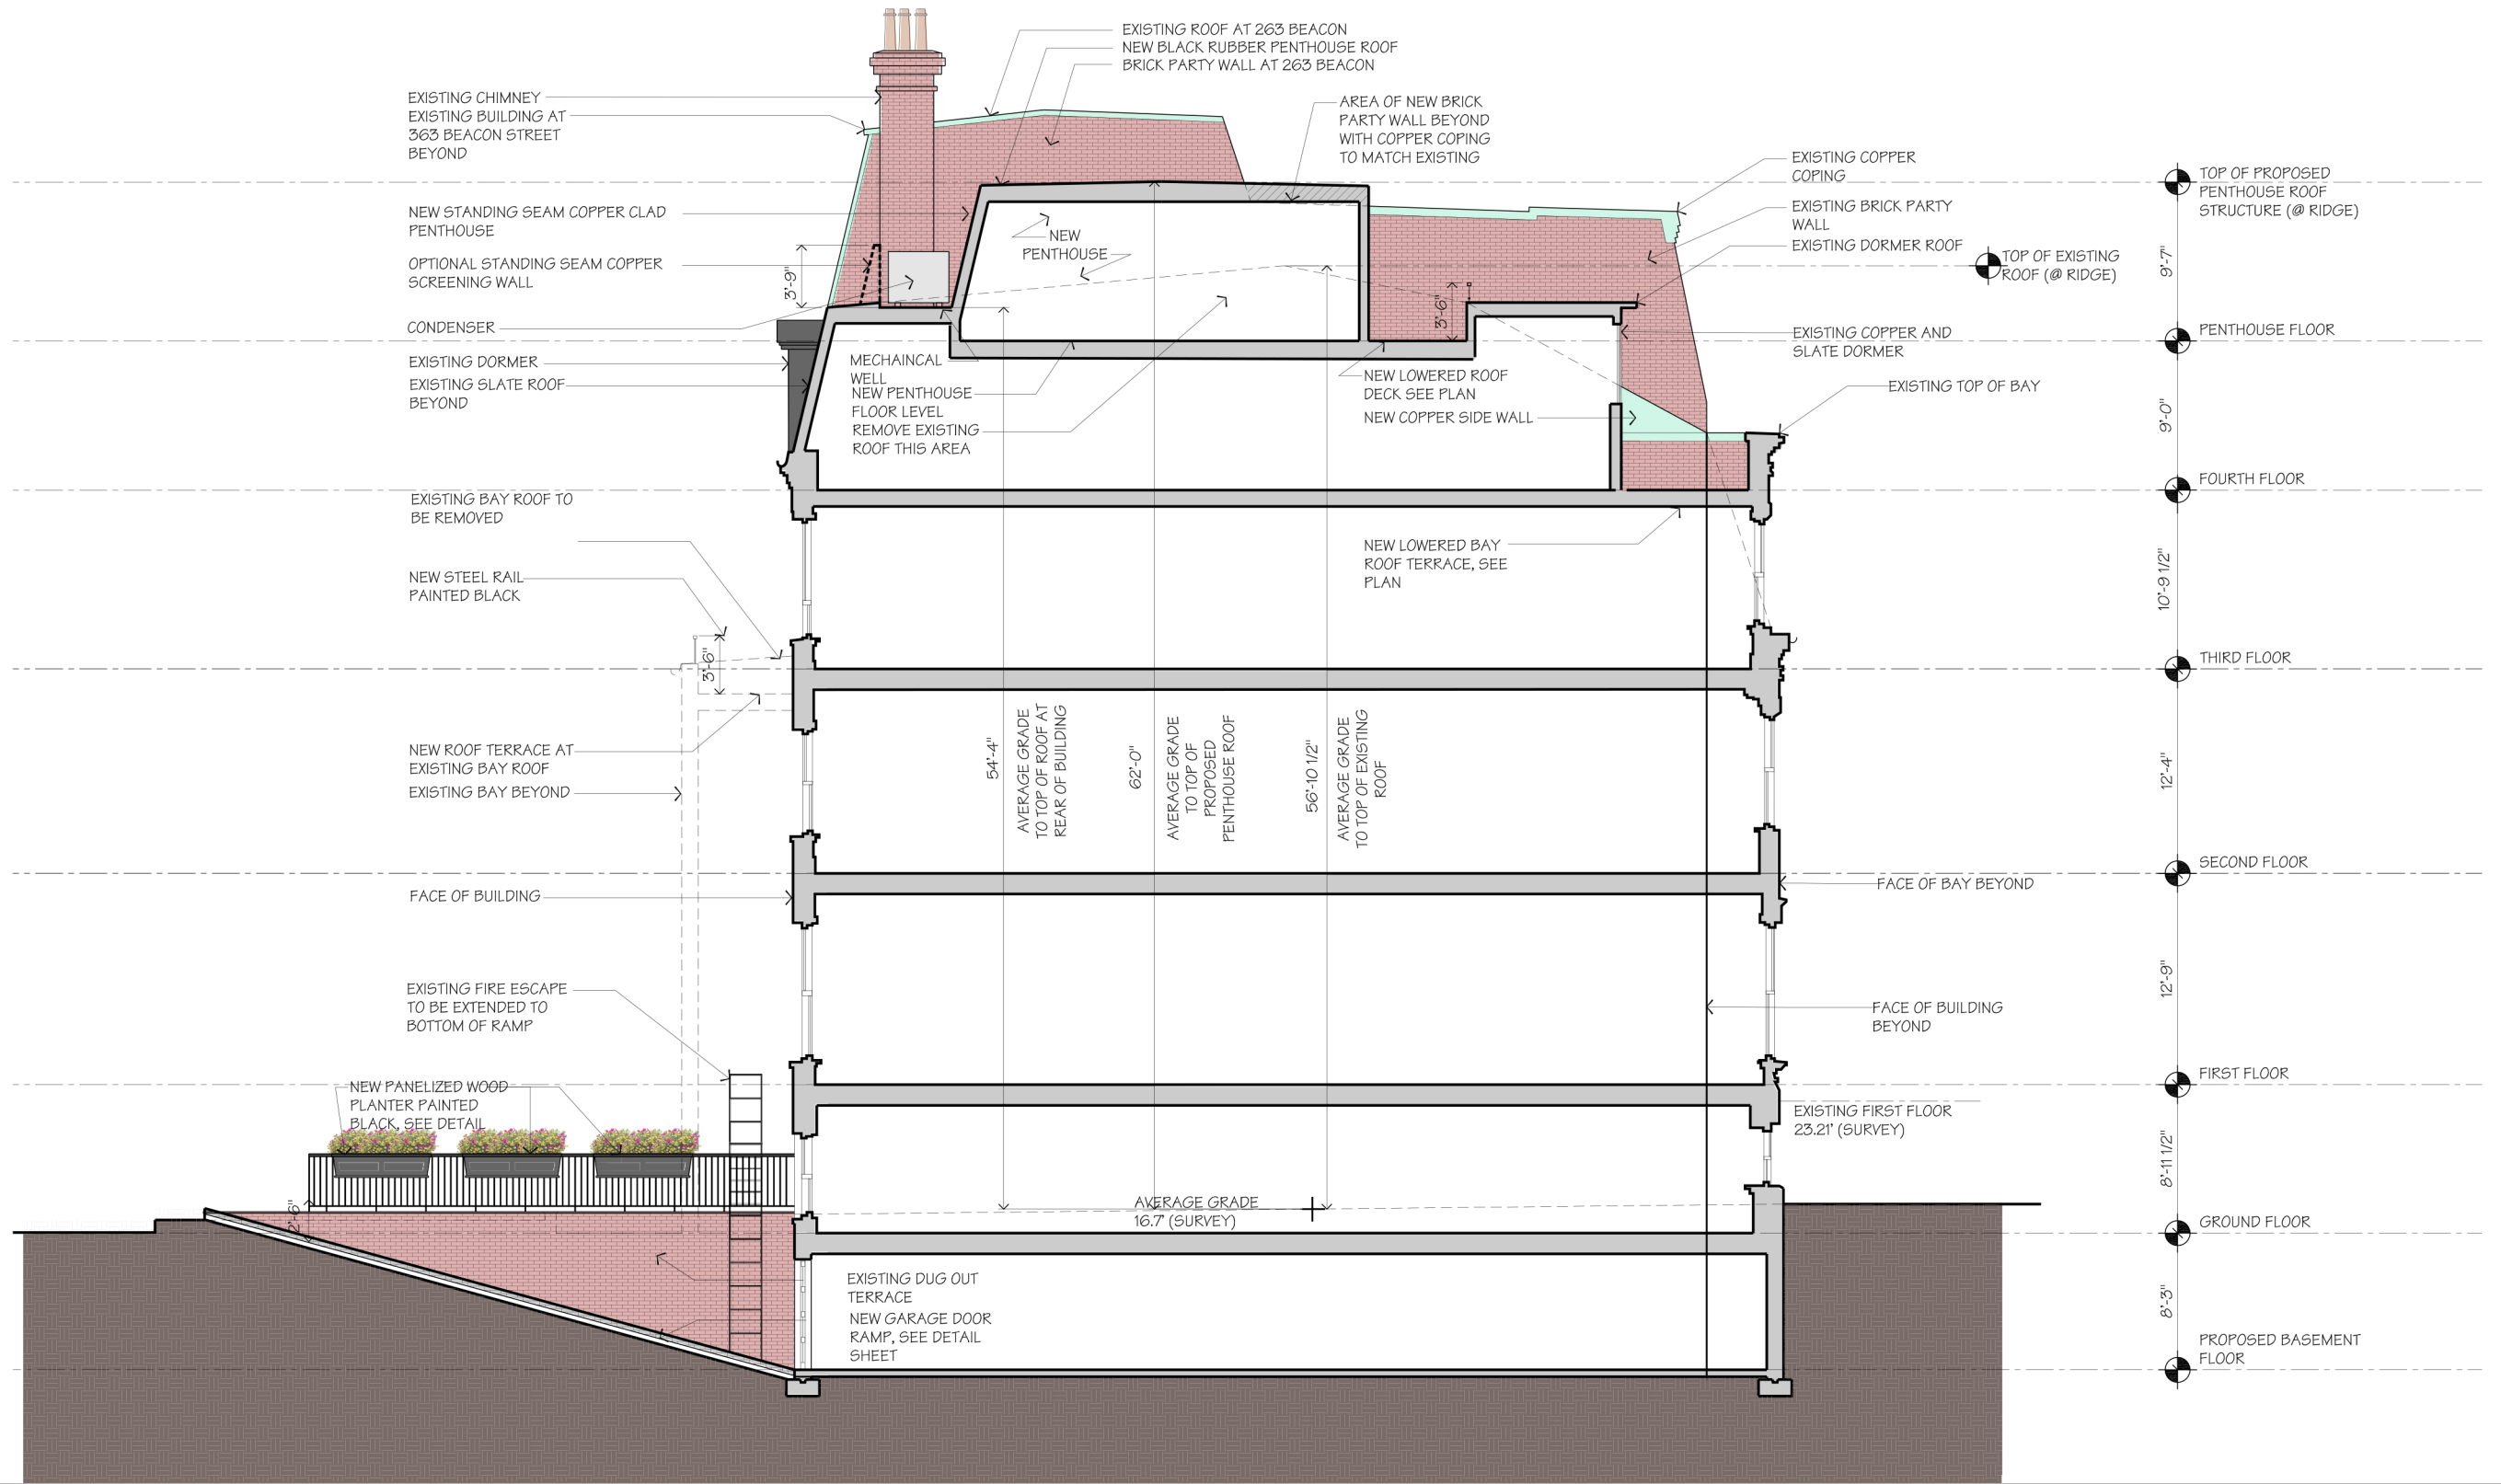 EXISTING ROOF AT 263 BEACON
NEW BLACK RUBBER PENTHOUSE ROOF
BRICK PARTY WALL AT 263 BEACON
EXISTING CHIMNEY
EXISTING BUILDING AT
363 BEACON STREET
BEYOND
AREA OF NEW BRICK
PARTY WALL BEYOND
WITH COPPER COPING
TO MATCH EXISTING
EXISTING COPPER
COPING
EXISTING BRICK PARTY
WALL
EXISTING DORMER ROOF
TOP OF EXISTING
ROOF (@ RIDGE)
TOP OF PROPOSED
PENTHOUSE ROOF
STRUCTURE (@ RIDGE)
9'-7"
NEW STANDING SEAM COPPER CLAD
PENTHOUSE
OPTIONAL STANDING SEAM COPPER
SCREENING WALL
3'-9"
NEW
PENTHOUSE
3'-6"
CONDENSER
EXISTING DORMER
EXISTING SLATE ROOF
BEYOND
MECHAINCAL
WELL
NEW PENTHOUSE
FLOOR LEVEL
REMOVE EXISTING
ROOF THIS AREA
NEW LOWERED ROOF
DECK SEE PLAN
NEW COPPER SIDE WALL
EXISTING COPPER AND
SLATE DORMER
EXISTING TOP OF BAY
PENTHOUSE FLOOR
9'-0"
FOURTH FLOOR
EXISTING BAY ROOF TO
BE REMOVED
NEW STEEL RAIL
PAINTED BLACK
3'-6"
NEW LOWERED BAY
ROOF TERRACE, SEE
PLAN
10'-9 1/2"
THIRD FLOOR
NEW ROOF TERRACE AT
EXISTING BAY ROOF
EXISTING BAY BEYOND
54'-4"
AVERAGE GRADE
TO TOP OF ROOF AT
REAR OF BUILDING
62'-0"
AVERAGE GRADE
TO TOP OF
PROPOSED
PENTHOUSE ROOF
56'-10 1/2"
AVERAGE GRADE
TO TOP OF EXISTING
ROOF
12'-4"
SECOND FLOOR
FACE OF BUILDING
FACE OF BAY BEYOND
EXISTING FIRE ESCAPE
TO BE EXTENDED TO
BOTTOM OF RAMP
FACE OF BUILDING
BEYOND
12'-9"
FIRST FLOOR
NEW PANELIZED WOOD
PLANTER PAINTED
BLACK, SEE DETAIL
EXISTING FIRST FLOOR
23.21' (SURVEY)
8'-11 1/2"
2'-6"
AVERAGE GRADE
16.7' (SURVEY)
GROUND FLOOR
EXISTING DUG OUT
TERRACE
NEW GARAGE DOOR
RAMP, SEE DETAIL
SHEET
8'-3"
PROPOSED BASEMENT
FLOOR